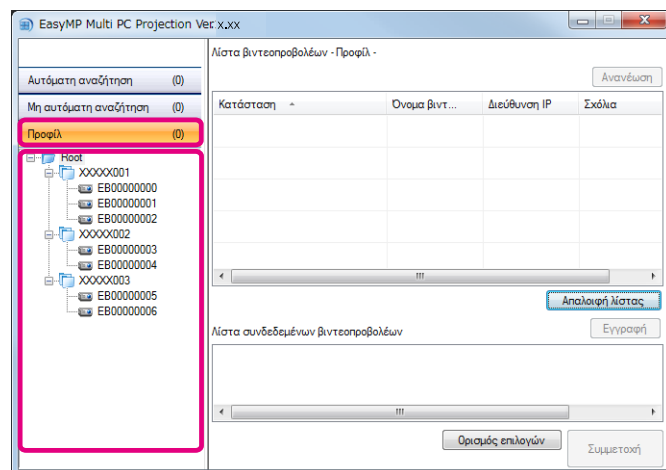 EasyMP Multi PC Projection Ver. x.xx
Λίστα βιντεοπροβολέων - Προφίλ -
Αυτόματη αναζήτηση (0)
Ανανέωση
Μη αυτόματη αναζήτηση (0)
Κατάσταση Όνομα βιντ... Διεύθυνση IP Σχόλια
Προφίλ (0)
Root
XXXXX001
EB00000000
EB00000001
EB00000002
XXXXX002
EB00000003
EB00000004
XXXXX003
EB00000005
EB00000006
Απαλοιφή λίστας
Λίστα συνδεδεμένων βιντεοπροβολέων
Εγγραφή
Ορισμός επιλογών
Συμμετοχή